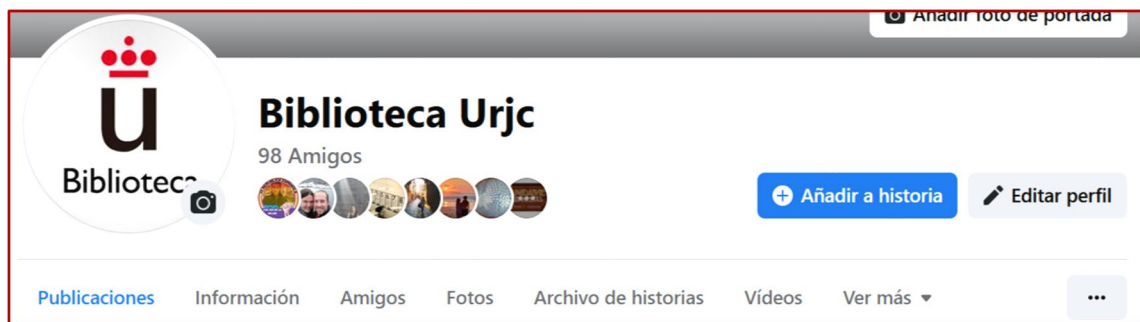 Añadir foto de portada
u
Biblioteca
Biblioteca Urjc
98 Amigos
Añadir a historia
Editar perfil
Publicaciones Información Amigos Fotos Archivo de historias Vídeos Ver más